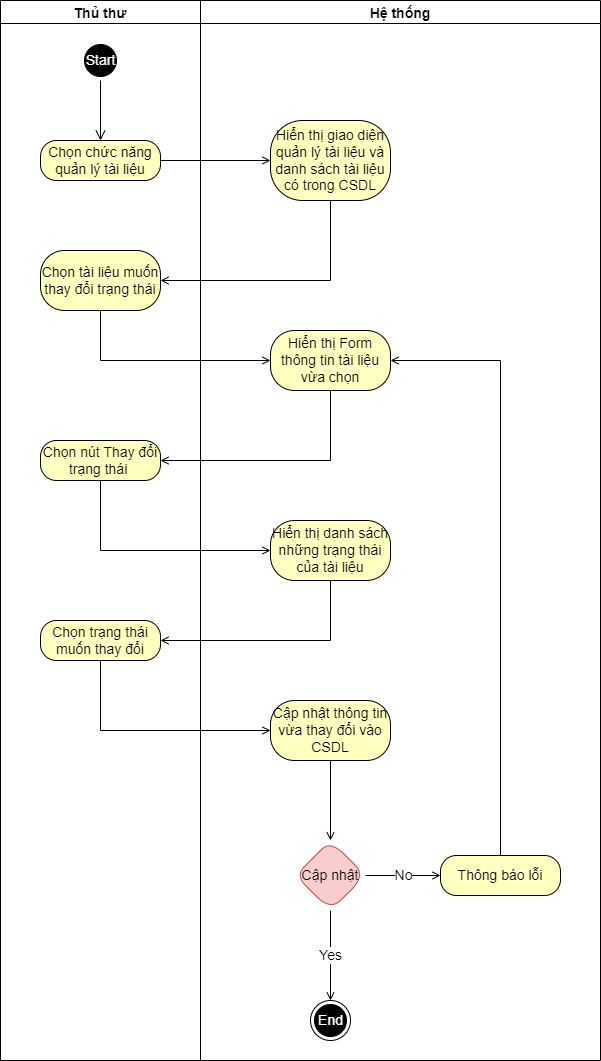 Thủ thư
Hệ thống
Start
Chọn chức năng
quản lý tài liệu
Hiển thị giao diện
quản lý tài liệu và
danh sách tài liệu
có trong CSDL
Chọn tài liệu muốn
thay đổi trạng thái
Hiển thị Form
thông tin tài liệu
vừa chọn
Chọn nút Thay đổi
trạng thái
Hiển thị danh sách
những trạng thái
của tài liệu
Chọn trạng thái
muốn thay đổi
Cập nhật thông tin
vừa thay đổi vào
CSDL
Cập nhật
No
Thông báo lỗi
Yes
End